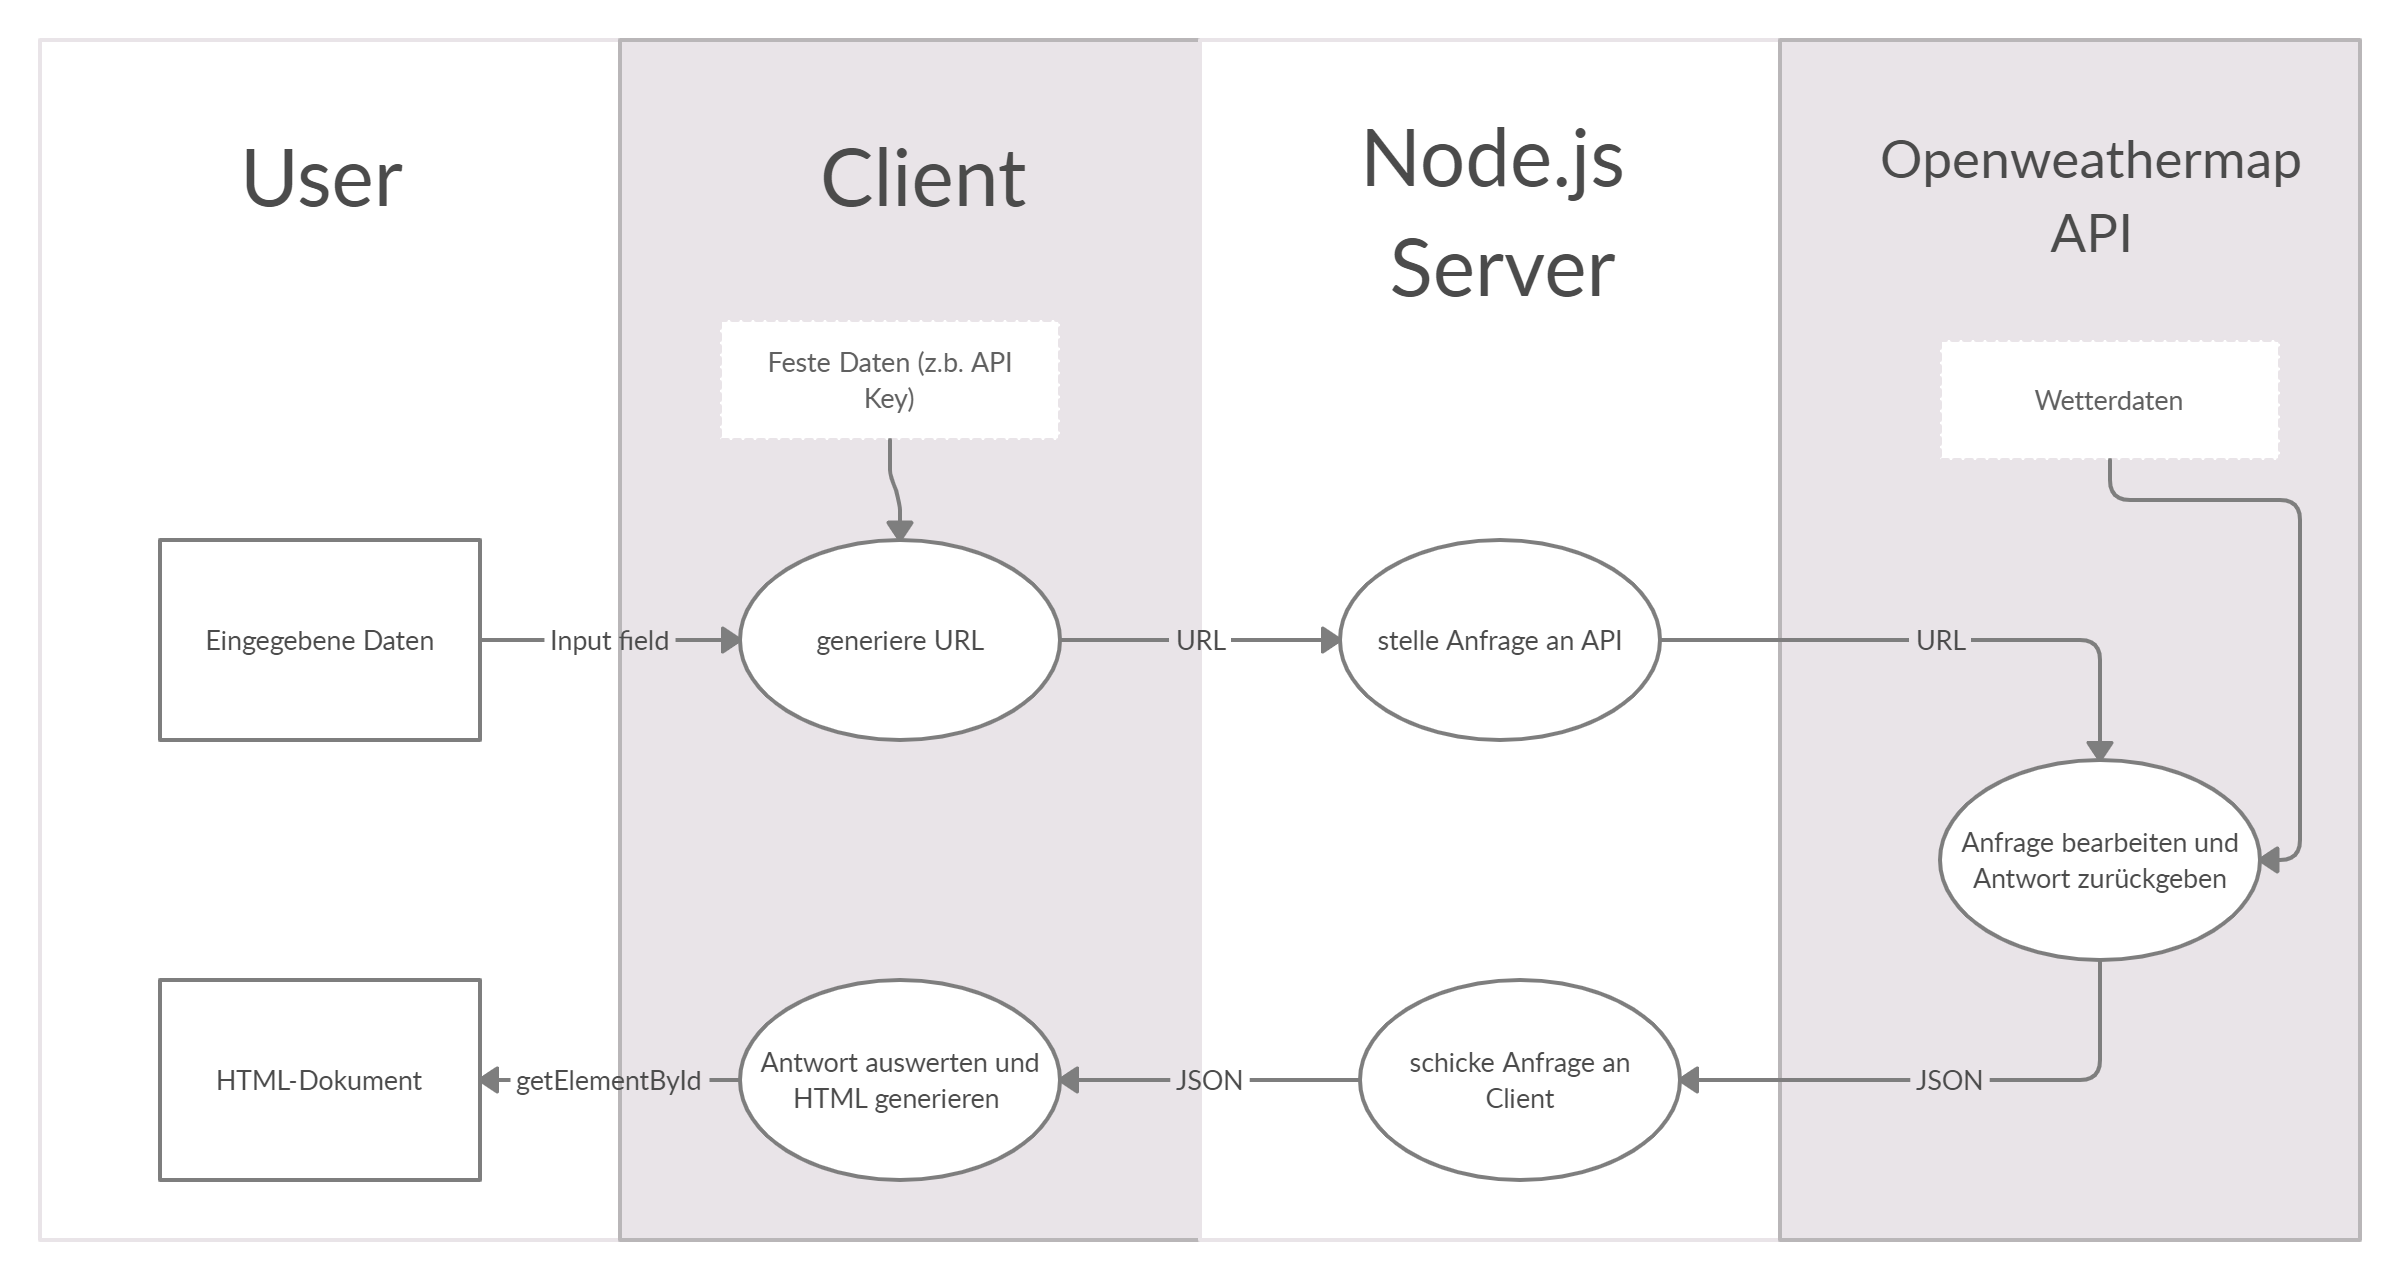 User
Client
Node.js
Server
Openweathermap
API
Feste Daten (z.b. API
Key)
Wetterdaten
Eingegebene Daten
Input field
generiere URL
URL
stelle Anfrage an API
URL
Anfrage bearbeiten und
Antwort zurückgeben
HTML-Dokument
getElementById
Antwort auswerten und
HTML generieren
JSON
schicke Anfrage an
Client
JSON